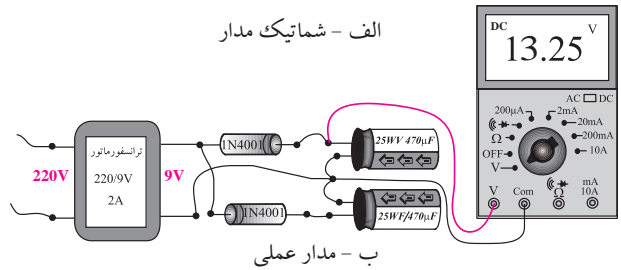 الف – شماتیک مدار
DC
13.25 V
AC DC
200µA
2mA
20mA
200mA
10A
Ω
OFF
V
V
Com
Ω
mA
10A
220V
ترانسفورماتور
220/9V
2A
9V
1N4001
25WV 470µF
1N4001
25WF/470µF
ب – مدار عملی